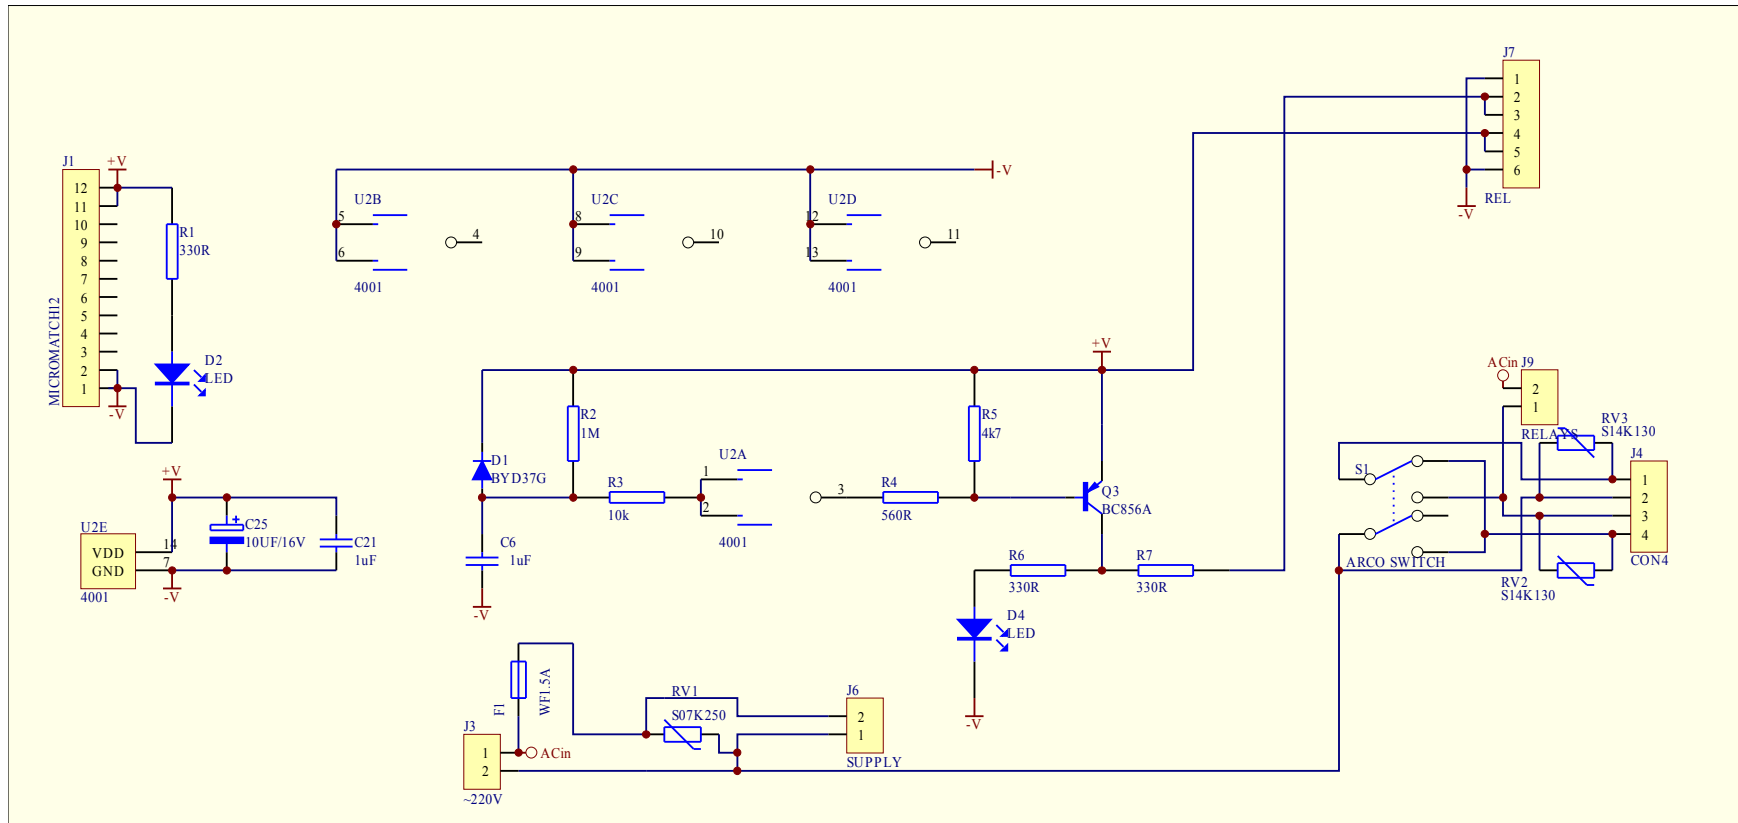 J7
1
2
3
4
5
6
REL
-V
J1
+V
12
11
10
9
8
7
6
5
4
3
2
1
MICROMATCH12
-V
R1
330R
D2
LED
-V
U2B
5
6
4
4001
U2C
8
9
10
4001
U2D
12
13
11
4001
+V
R2
1M
R5
4k7
D1
BYD37G
R3
10k
U2A
1
2
4001
3
R4
560R
Q3
BC856A
C6
1uF
-V
R6
330R
R7
330R
D4
LED
-V
+V
U2E
14
VDD
7
GND
4001
C25
+
10UF/16V
C21
1uF
-V
F1
WF1.5A
J3
1
2
~220V
ACin
RV1
S07K250
J6
2
1
SUPPLY
ACin
J9
2
1
RELAYS
RV3
S14K130
J4
1
2
3
4
CON4
S1
ARCO SWITCH
RV2
S14K130